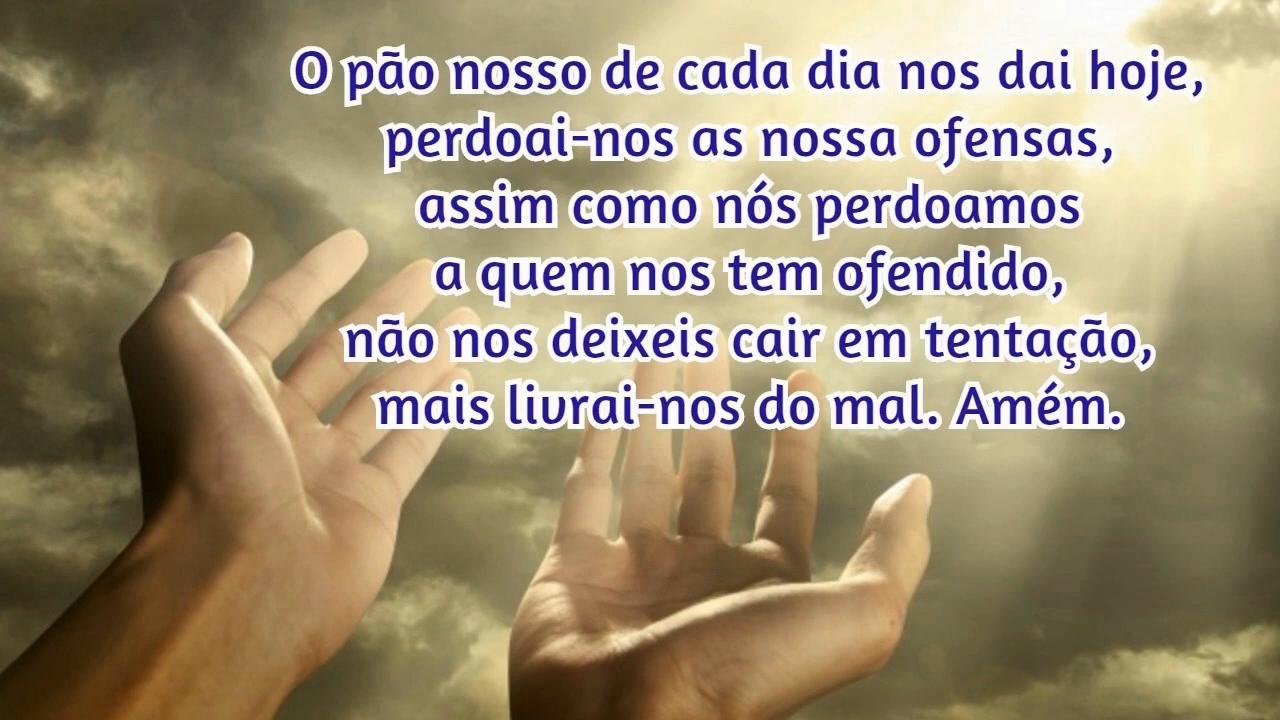 O pão nosso de cada dia nos dai hoje,
perdoai-nos as nossa ofensas,
assim como nós perdoamos
a quem nos tem ofendido,
não nos deixeis cair em tentação,
mais livrai-nos do mal. Amém.